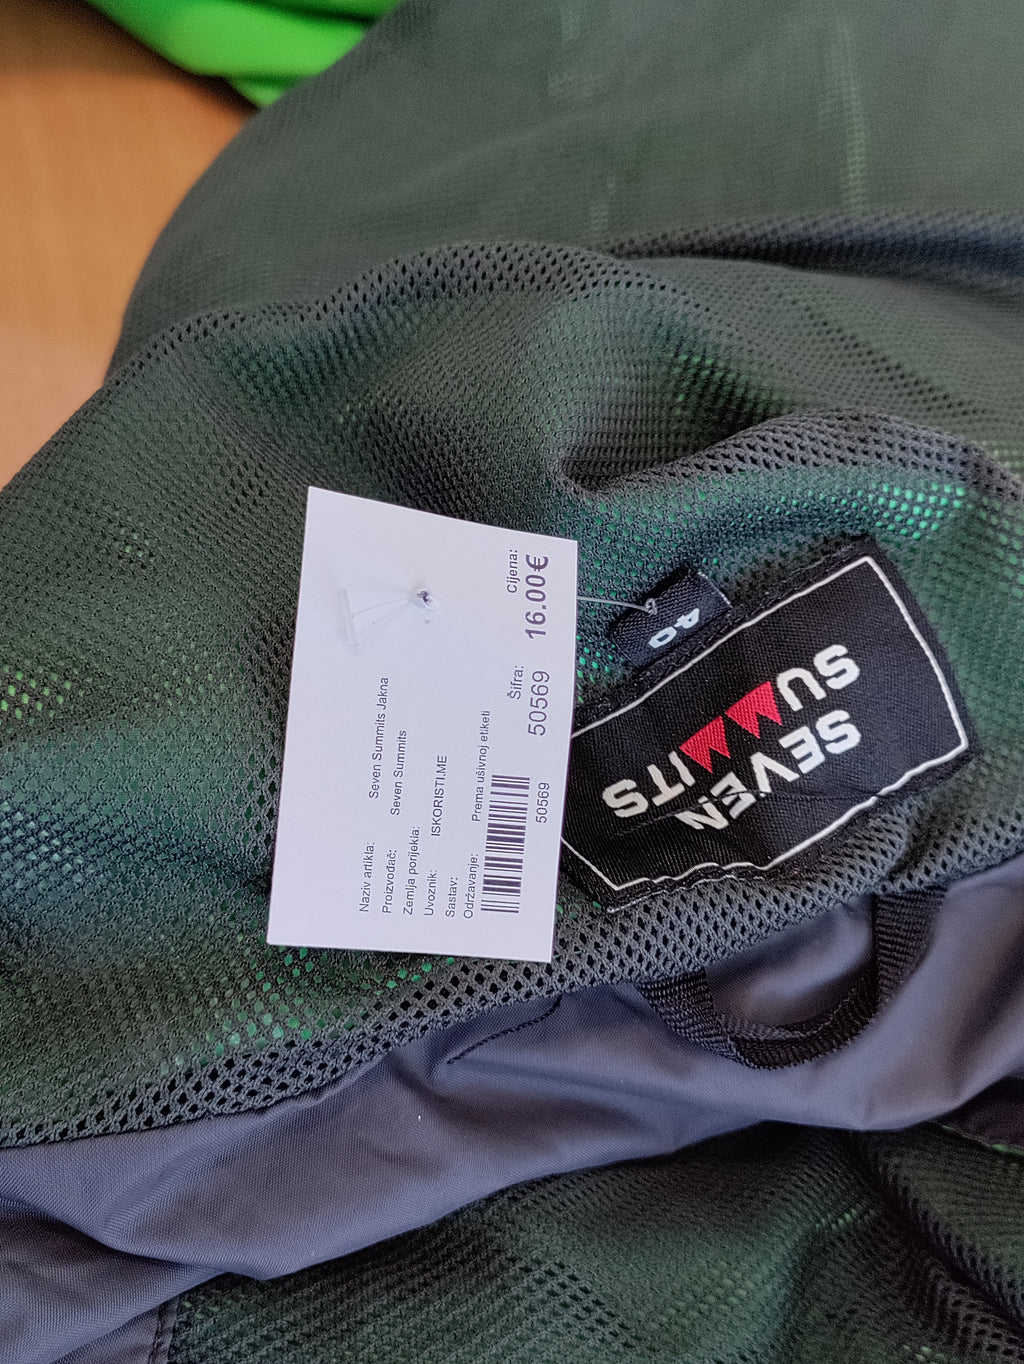 Naziv artikla: Seven Summits Jakna
Proizvođač: Seven Summits
Zemlja porijekla:
Uvoznik: ISKORISTI.ME
Sastav:
Održavanje: Prema ušivnoj etiketi
50569
Šifra:
50569
Cijena:
16.00€
40
SEVEN
SUMMITS